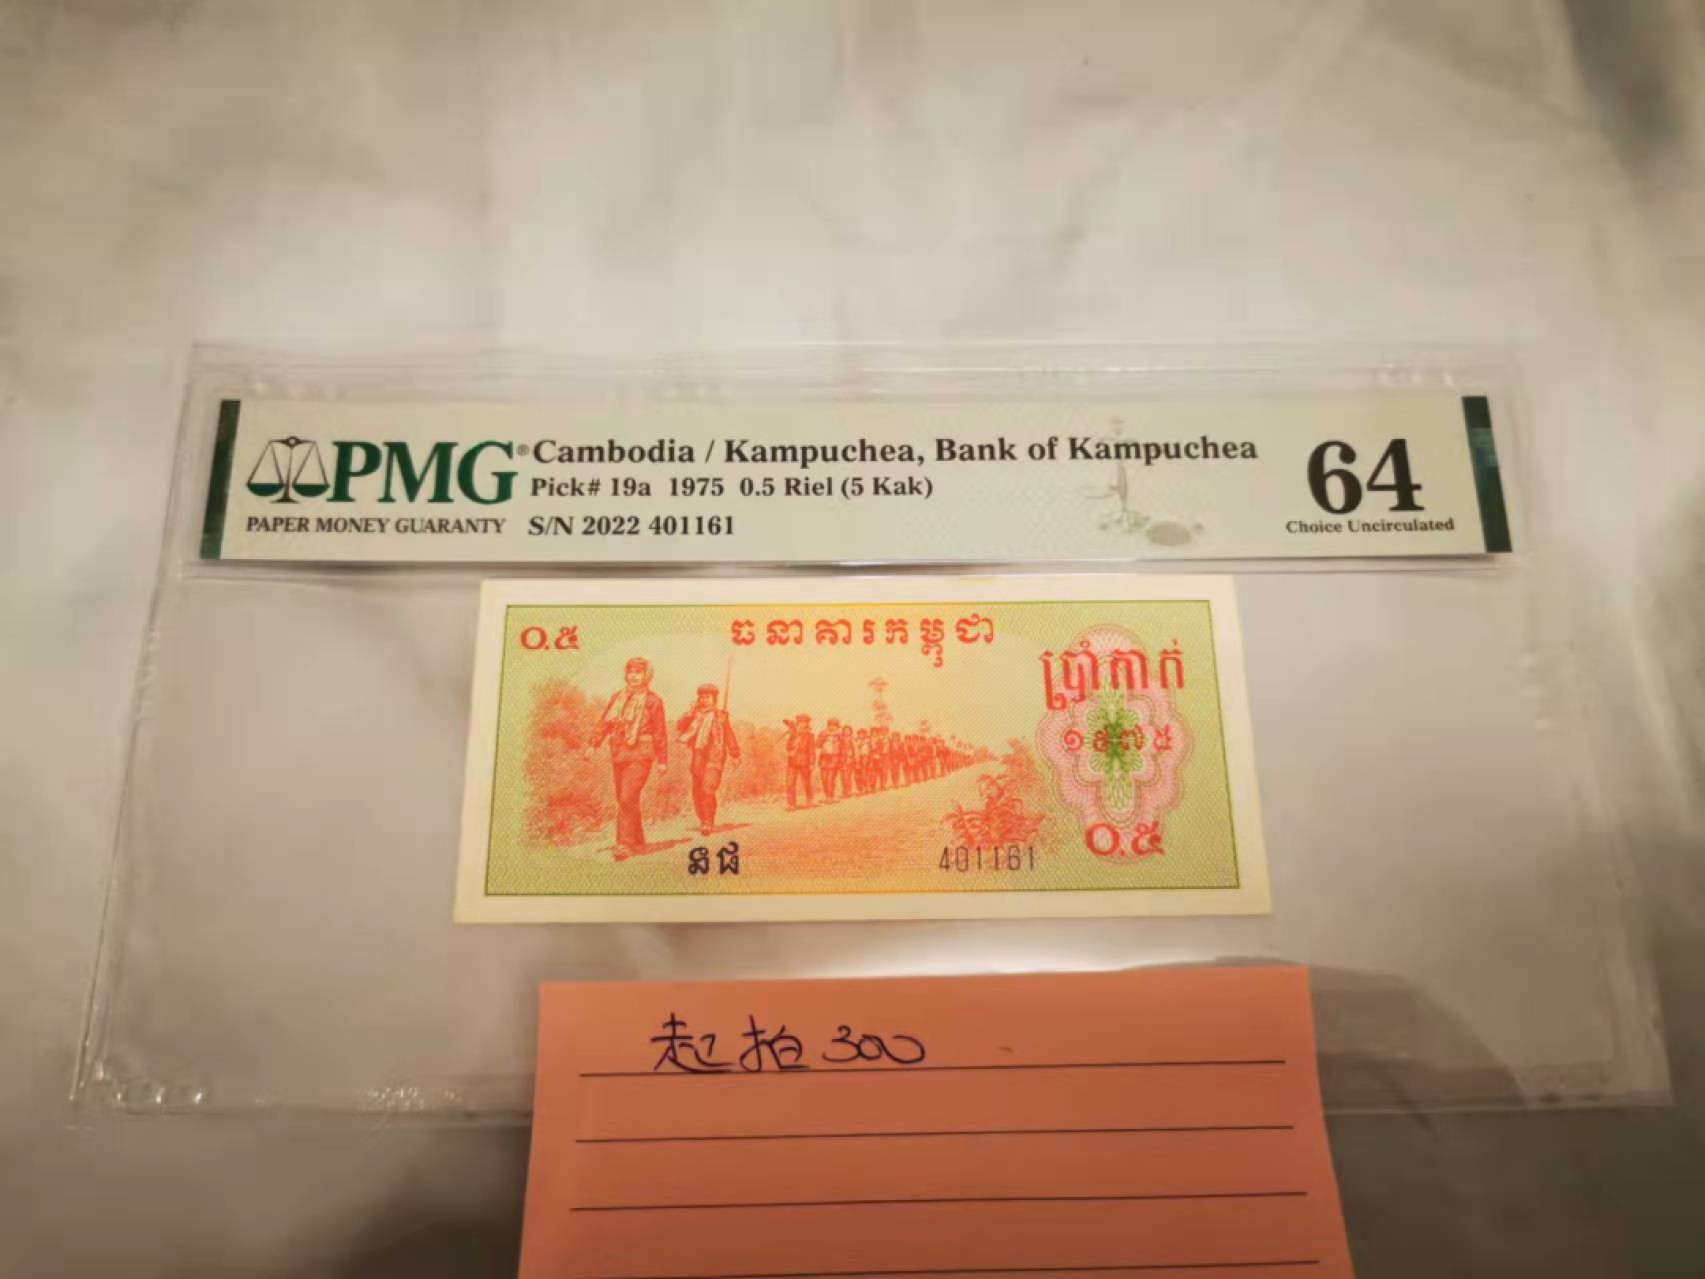 PMG® Cambodia / Kampuchea, Bank of Kampuchea 64
Pick# 19a 1975 0.5 Riel (5 Kak)
PAPER MONEY GUARANTY S/N 2022 401161 Choice Uncirculated
០.៥ ធនាគារកម្ពុជា
ប្រាំកាក់
១៩៧៥
០.៥
នផ 401161
起拍300